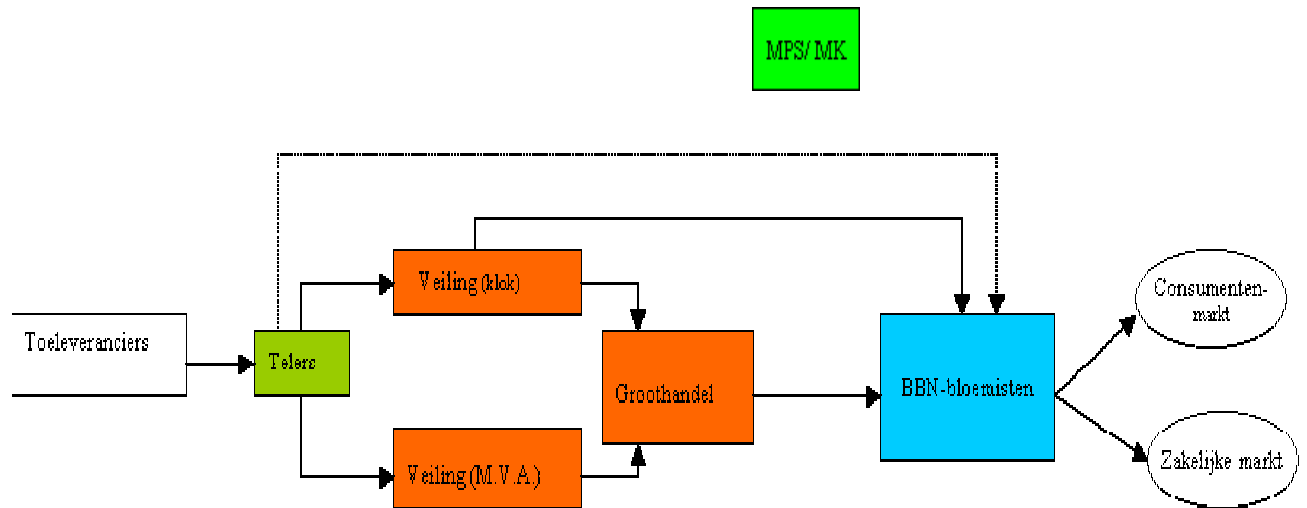 MPS/ MK
Veiling (klok)
Consumenten-
markt
Toeleveranciers
Telers
Groothandel
BBN-bloemisten
Veiling (M.V.A.)
Zakelijke markt